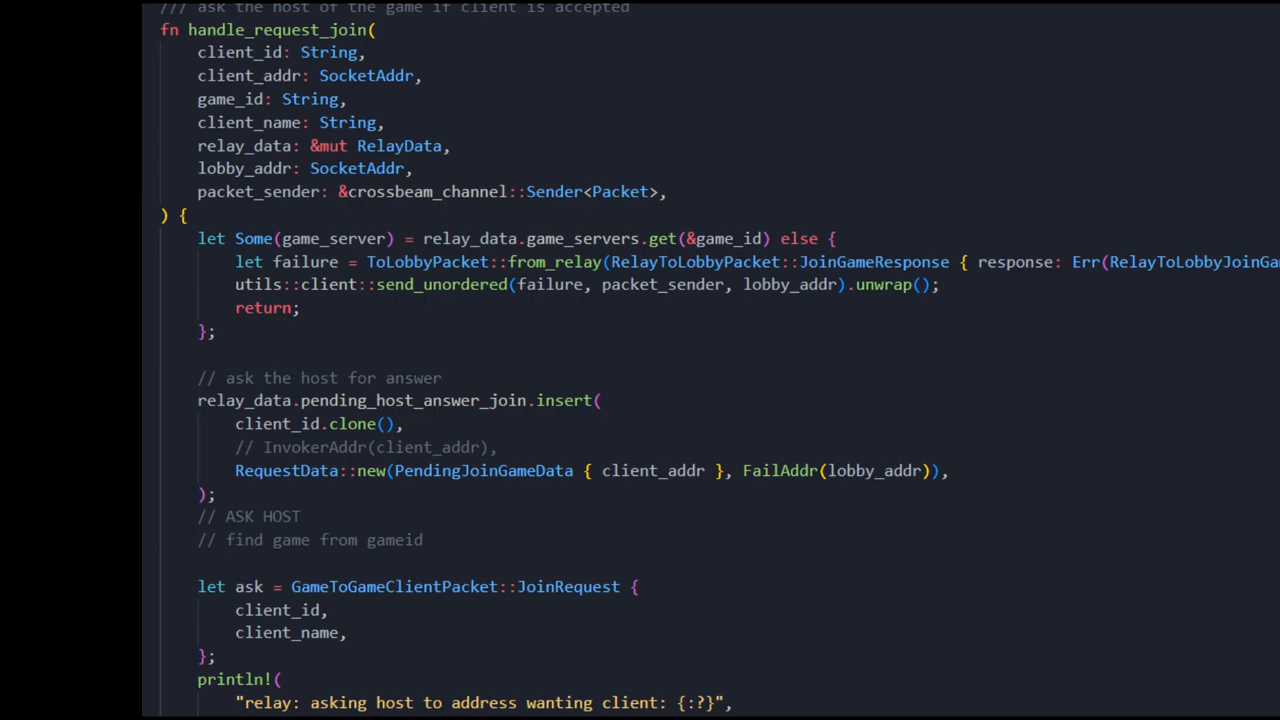 /// ask the host of the game if client is accepted
fn handle_request_join(
    client_id: String,
    client_addr: SocketAddr,
    game_id: String,
    client_name: String,
    relay_data: &mut RelayData,
    lobby_addr: SocketAddr,
    packet_sender: &crossbeam_channel::Sender<Packet>,
) {
    let Some(game_server) = relay_data.game_servers.get(&game_id) else {
        let failure = ToLobbyPacket::from_relay(RelayToLobbyPacket::JoinGameResponse { response: Err(RelayToLobbyJoinGa
        utils::client::send_unordered(failure, packet_sender, lobby_addr).unwrap();
        return;
    };
    // ask the host for answer
    relay_data.pending_host_answer_join.insert(
        client_id.clone(),
        // InvokerAddr(client_addr),
        RequestData::new(PendingJoinGameData { client_addr }, FailAddr(lobby_addr)),
    );
    // ASK HOST
    // find game from gameid
    let ask = GameToGameClientPacket::JoinRequest {
        client_id,
        client_name,
    };
    println!(
        "relay: asking host to address wanting client: {:?}",